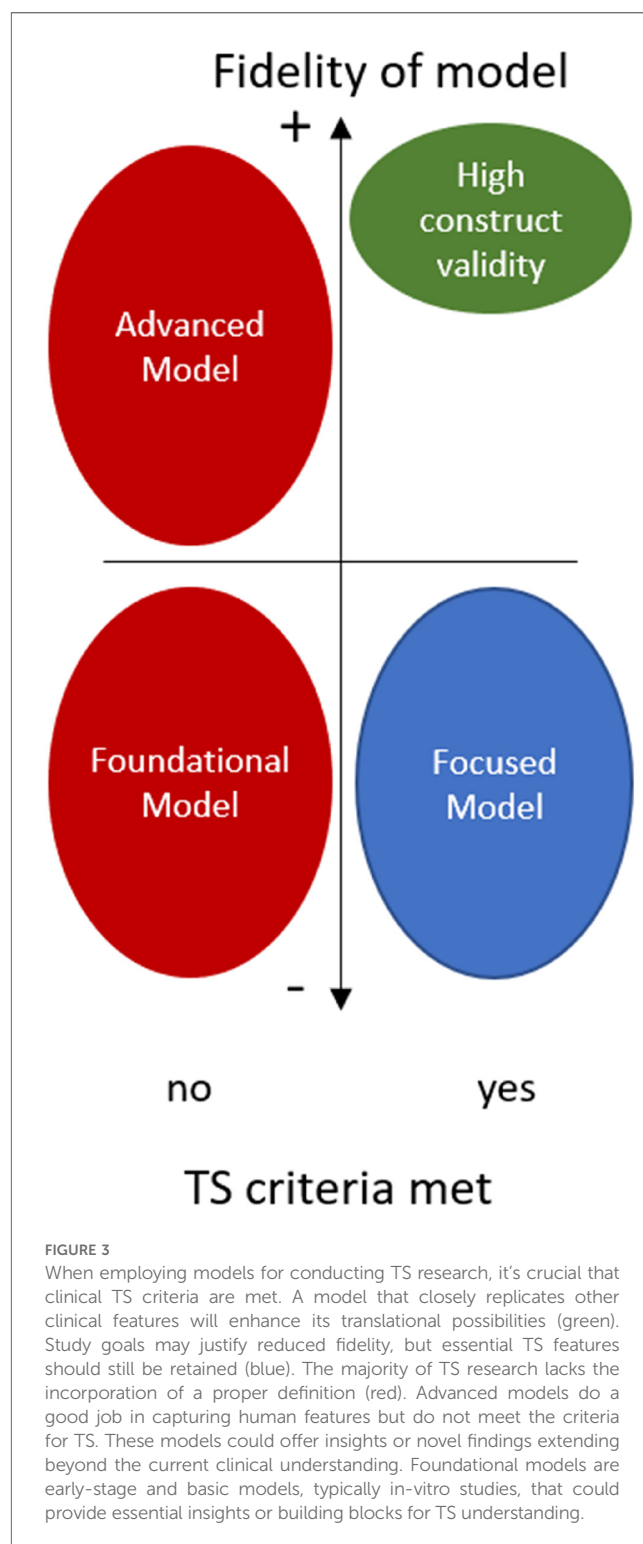 Fidelity of model
+
High
construct
validity
Advanced
Model
Foundational
Model
Focused
Model
-
no
yes
TS criteria met
FIGURE 3
When employing models for conducting TS research, it's crucial that
clinical TS criteria are met. A model that closely replicates other
clinical features will enhance its translational possibilities (green).
Study goals may justify reduced fidelity, but essential TS features
should still be retained (blue). The majority of TS research lacks the
incorporation of a proper definition (red). Advanced models do a
good job in capturing human features but do not meet the criteria
for TS. These models could offer insights or novel findings extending
beyond the current clinical understanding. Foundational models are
early-stage and basic models, typically in-vitro studies, that could
provide essential insights or building blocks for TS understanding.